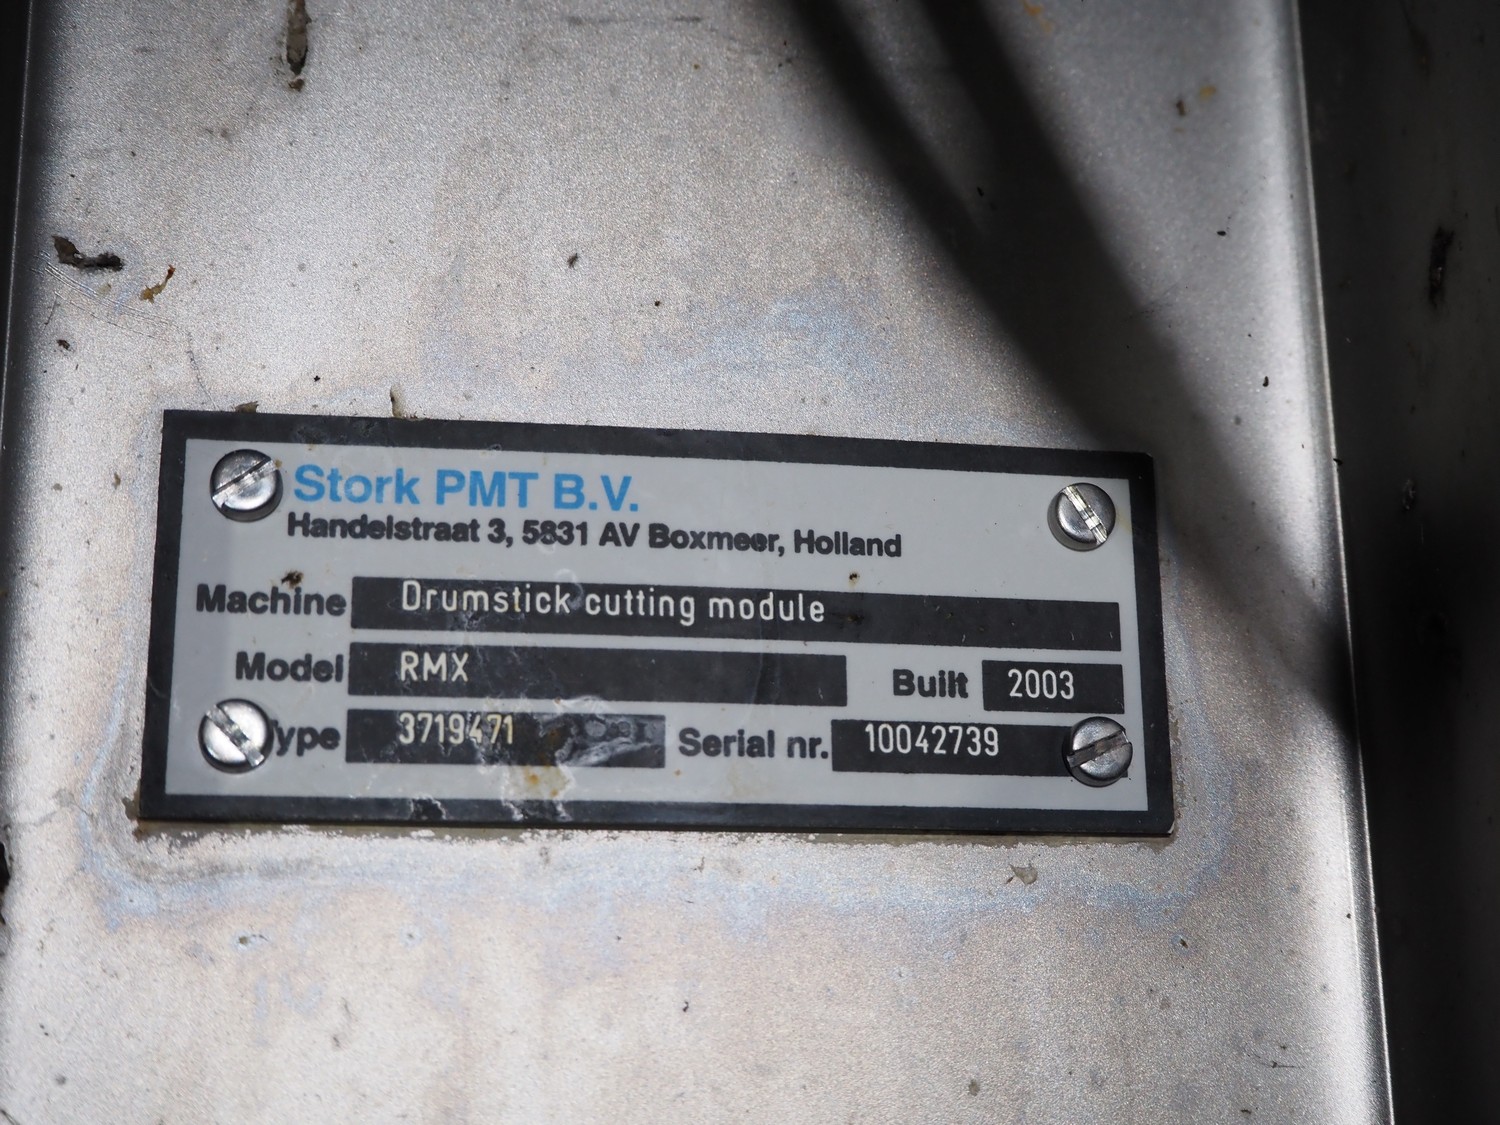 Stork PMT B.V.
Handelstraat 3, 5831 AV Boxmeer, Holland
Machine Drumstick cutting module
Model RMX Built 2003
Type 3719471 Serial nr. 10042739